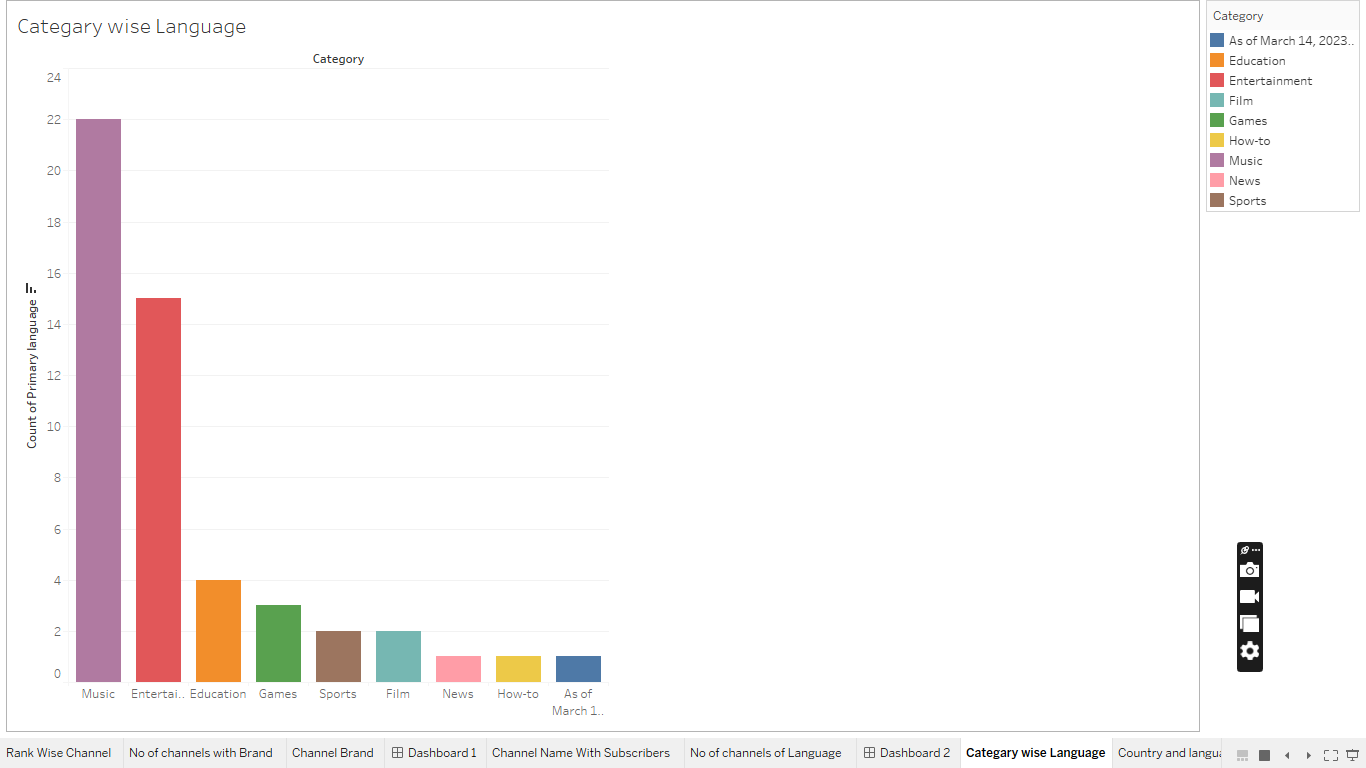 Categary wise Language
Category
24
22
20
18
16
14
12
10
8
6
4
2
0
Count of Primary language
Music
Entertai..
Education
Games
Sports
Film
News
How-to
As of
March 1..
Category
As of March 14, 2023..
Education
Entertainment
Film
Games
How-to
Music
News
Sports
Rank Wise Channel
No of channels with Brand
Channel Brand
Dashboard 1
Channel Name With Subscribers
No of channels of Language
Dashboard 2
Categary wise Language
Country and langua